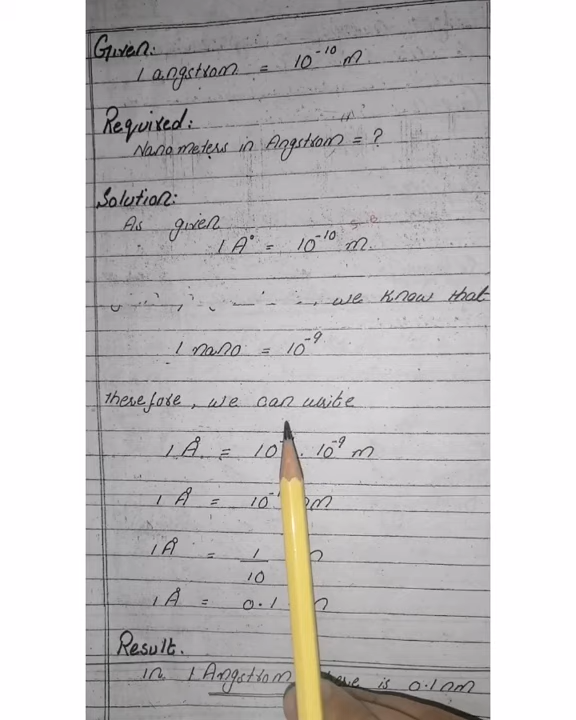 Given:
1 angstrom = 10⁻¹⁰ m.
Required:
Nanometers in Angstrom = ?
Solution:
As given
1 A° = 10⁻¹⁰ m.
we know that
1 nano = 10⁻⁹
therefore, we can write
1 Å = 10⁻ . 10⁻⁹ m
1 Å = 10⁻ m
1 Å = 1
10
1 Å = 0.1
Result.
In 1 Angstrom is 0.1 nm